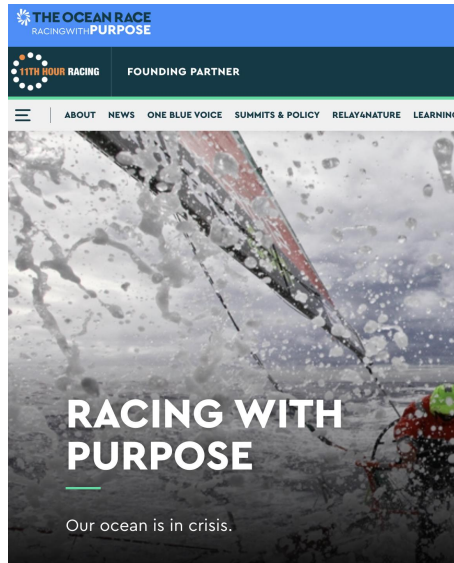 THE OCEAN RACE
RACINGWITHPURPOSE
11TH HOUR RACING
FOUNDING PARTNER
ABOUT NEWS ONE BLUE VOICE SUMMITS & POLICY RELAY4NATURE LEARNING
RACING WITH
PURPOSE
Our ocean is in crisis.